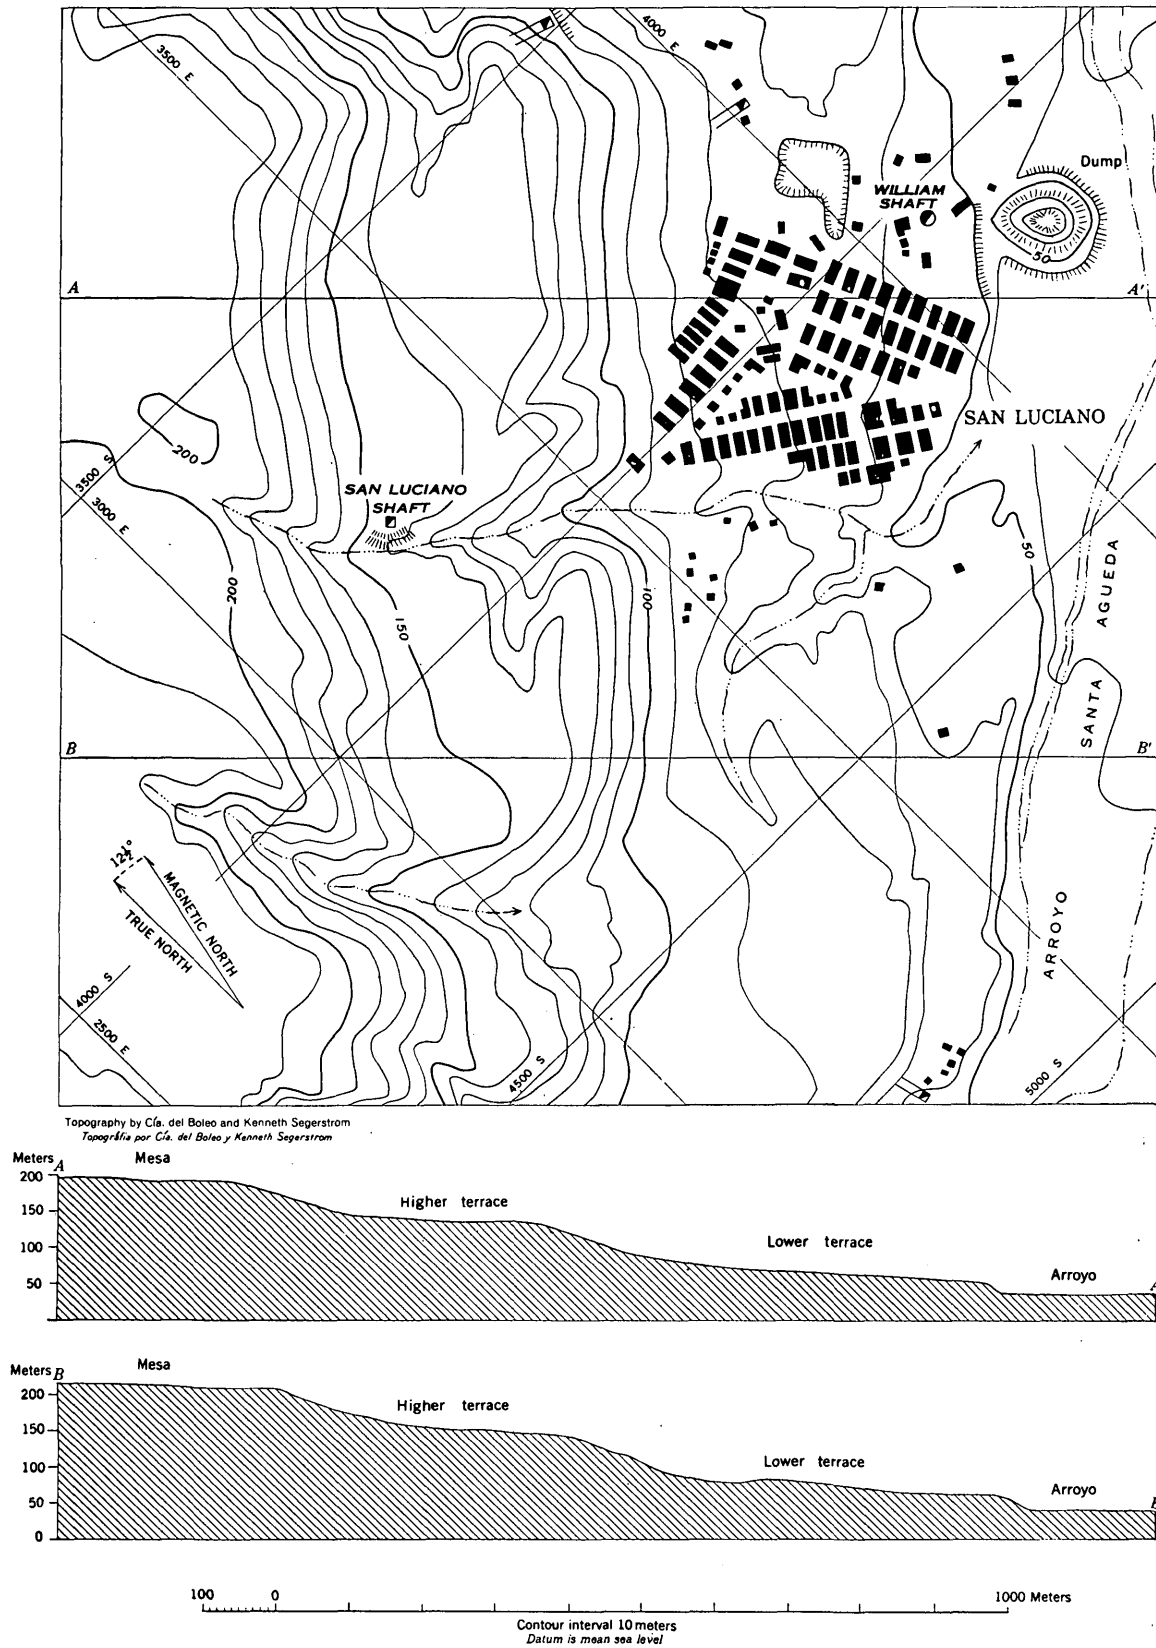 3500 E
4000 E
Dump
WILLIAM
SHAFT
50
A A'
SAN LUCIANO
200
3500 S
3000 E
SAN LUCIANO
SHAFT
200
150
100
50
ARROYO SANTA AGUEDA
B B'
12½°
MAGNETIC NORTH
TRUE NORTH
4000 S
2500 E
4500 S
5000 S
Topography by Cía. del Boleo and Kenneth Segerstrom
Topográfia por Cía. del Boleo y Kenneth Segerstrom
Meters A Mesa
200
Higher terrace
150
100
Lower terrace
50
Arroyo
Meters B Mesa
200
Higher terrace
150
100
Lower terrace
50
Arroyo
0
100 0 1000 Meters
Contour interval 10 meters
Datum is mean sea level